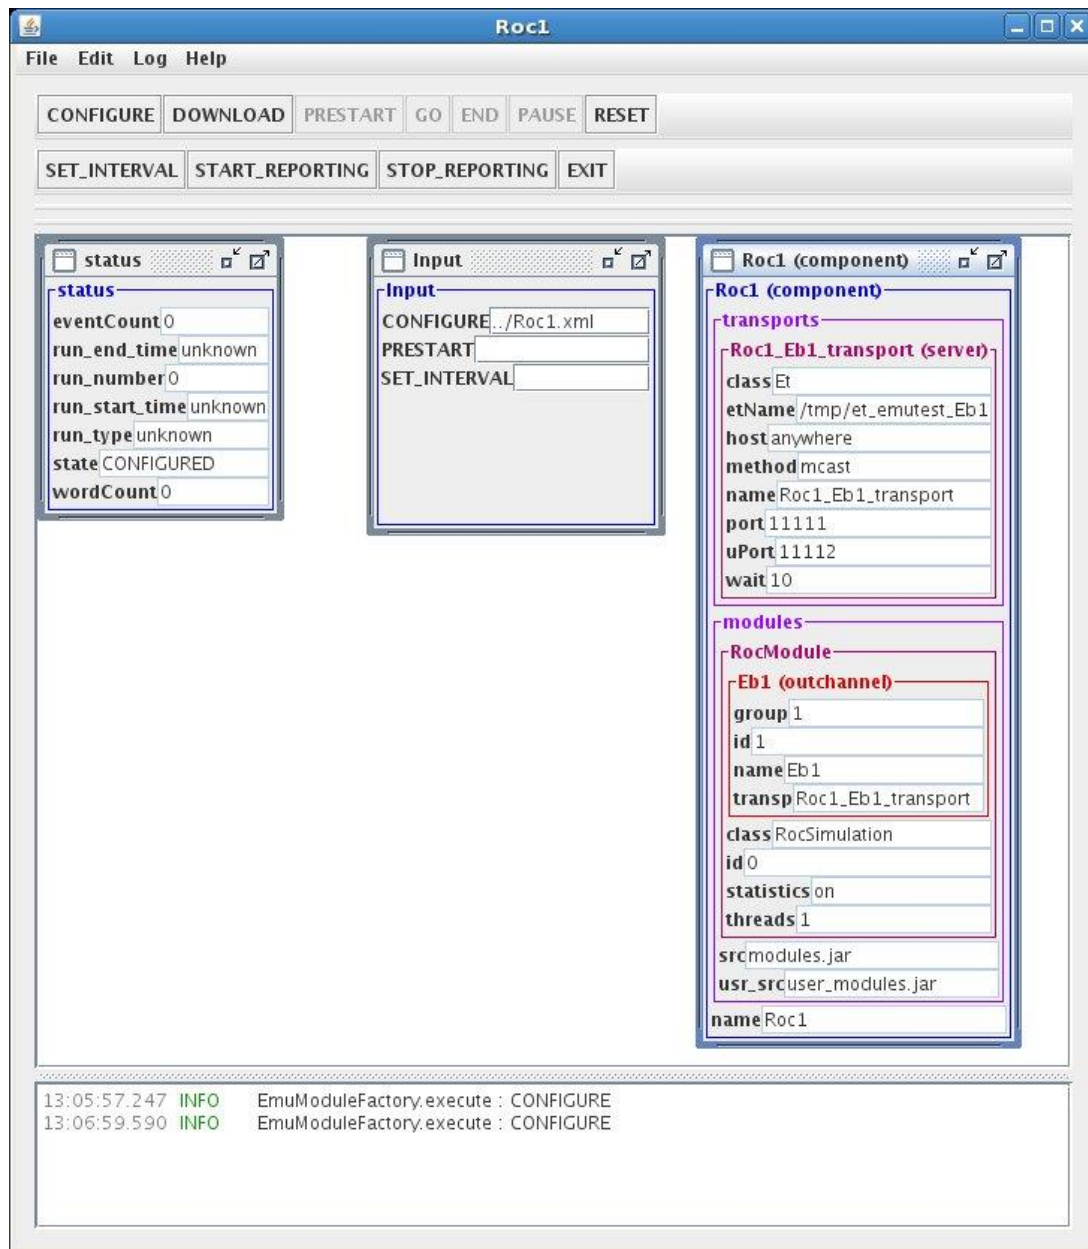 Roc1
File Edit Log Help
CONFIGURE DOWNLOAD PRESTART GO END PAUSE RESET
SET_INTERVAL START_REPORTING STOP_REPORTING EXIT
status
status
eventCount 0
run_end_time unknown
run_number 0
run_start_time unknown
run_type unknown
state CONFIGURED
wordCount 0
Input
Input
CONFIGURE ../Roc1.xml
PRESTART
SET_INTERVAL
Roc1 (component)
Roc1 (component)
transports
Roc1_Eb1_transport (server)
class Et
etName /tmp/et_emutest_Eb1
host anywhere
method mcast
name Roc1_Eb1_transport
port 11111
uPort 11112
wait 10
modules
RocModule
Eb1 (outchannel)
group 1
id 1
name Eb1
transp Roc1_Eb1_transport
class RocSimulation
id 0
statistics on
threads 1
src modules.jar
usr_src user_modules.jar
name Roc1
13:05:57.247 INFO EmuModuleFactory.execute : CONFIGURE
13:06:59.590 INFO EmuModuleFactory.execute : CONFIGURE